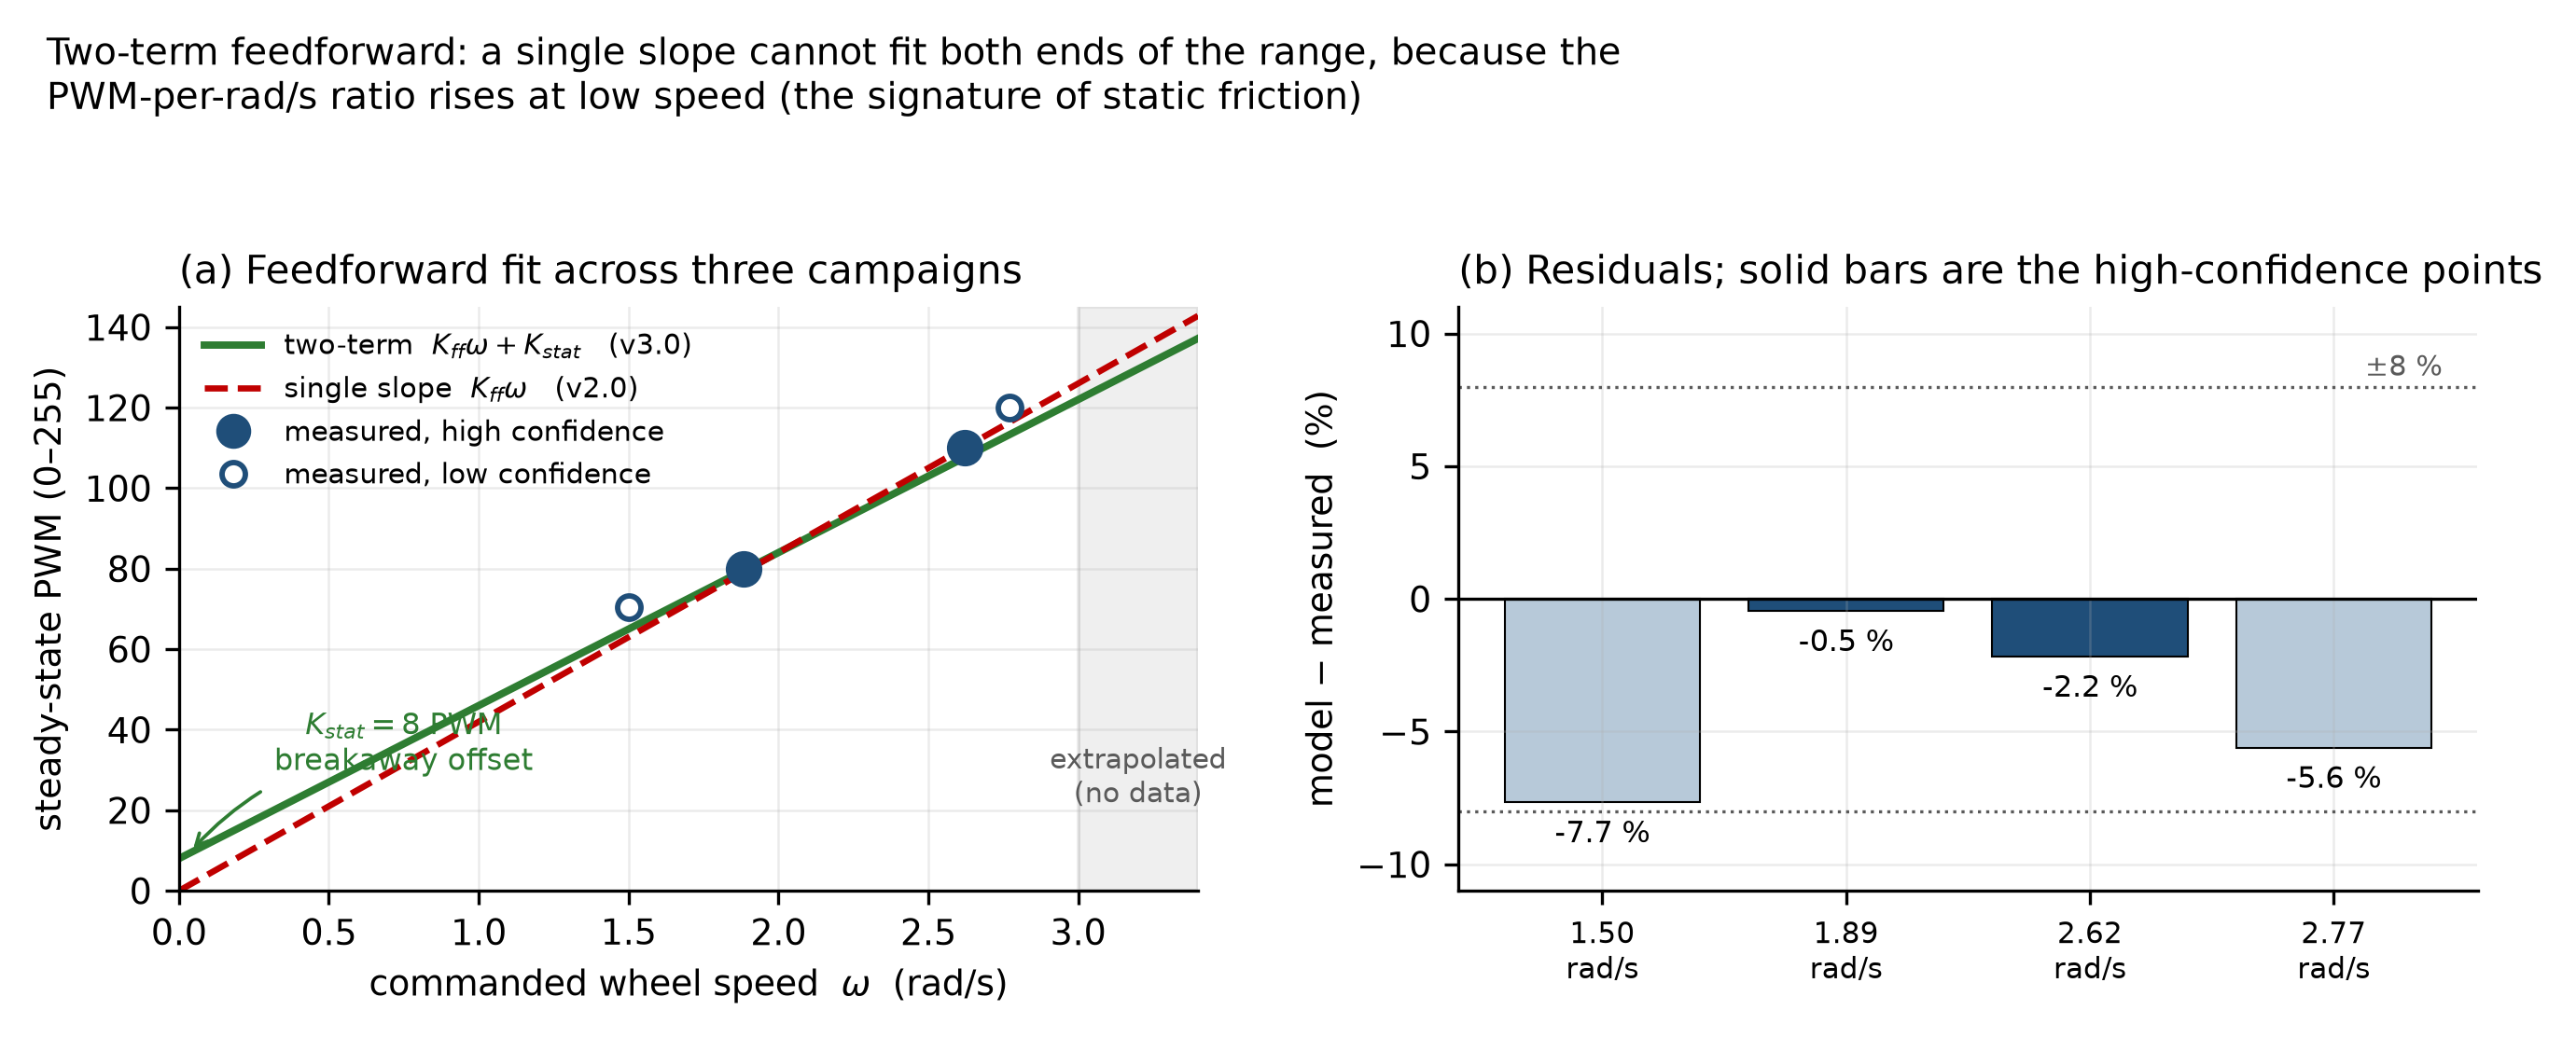 Two-term feedforward: a single slope cannot fit both ends of the range, because the
PWM-per-rad/s ratio rises at low speed (the signature of static friction)
(a) Feedforward fit across three campaigns
steady-state PWM (0–255)
140
120
100
80
60
40
20
0
two-term K_ff ω + K_stat (v3.0)
single slope K_ff ω (v2.0)
measured, high confidence
measured, low confidence
K_stat = 8 PWM
breakaway offset
extrapolated
(no data)
0.0 0.5 1.0 1.5 2.0 2.5 3.0
commanded wheel speed ω (rad/s)
(b) Residuals; solid bars are the high-confidence points
model − measured (%)
10
5
0
−5
−10
±8 %
-7.7 %
-0.5 %
-2.2 %
-5.6 %
1.50 1.89 2.62 2.77
rad/s rad/s rad/s rad/s